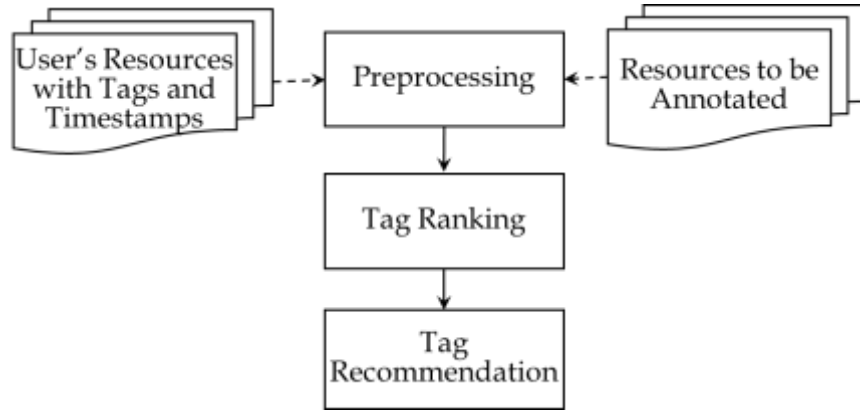 User's Resources
with Tags and
Timestamps
Preprocessing
Resources to be
Annotated
Tag Ranking
Tag
Recommendation